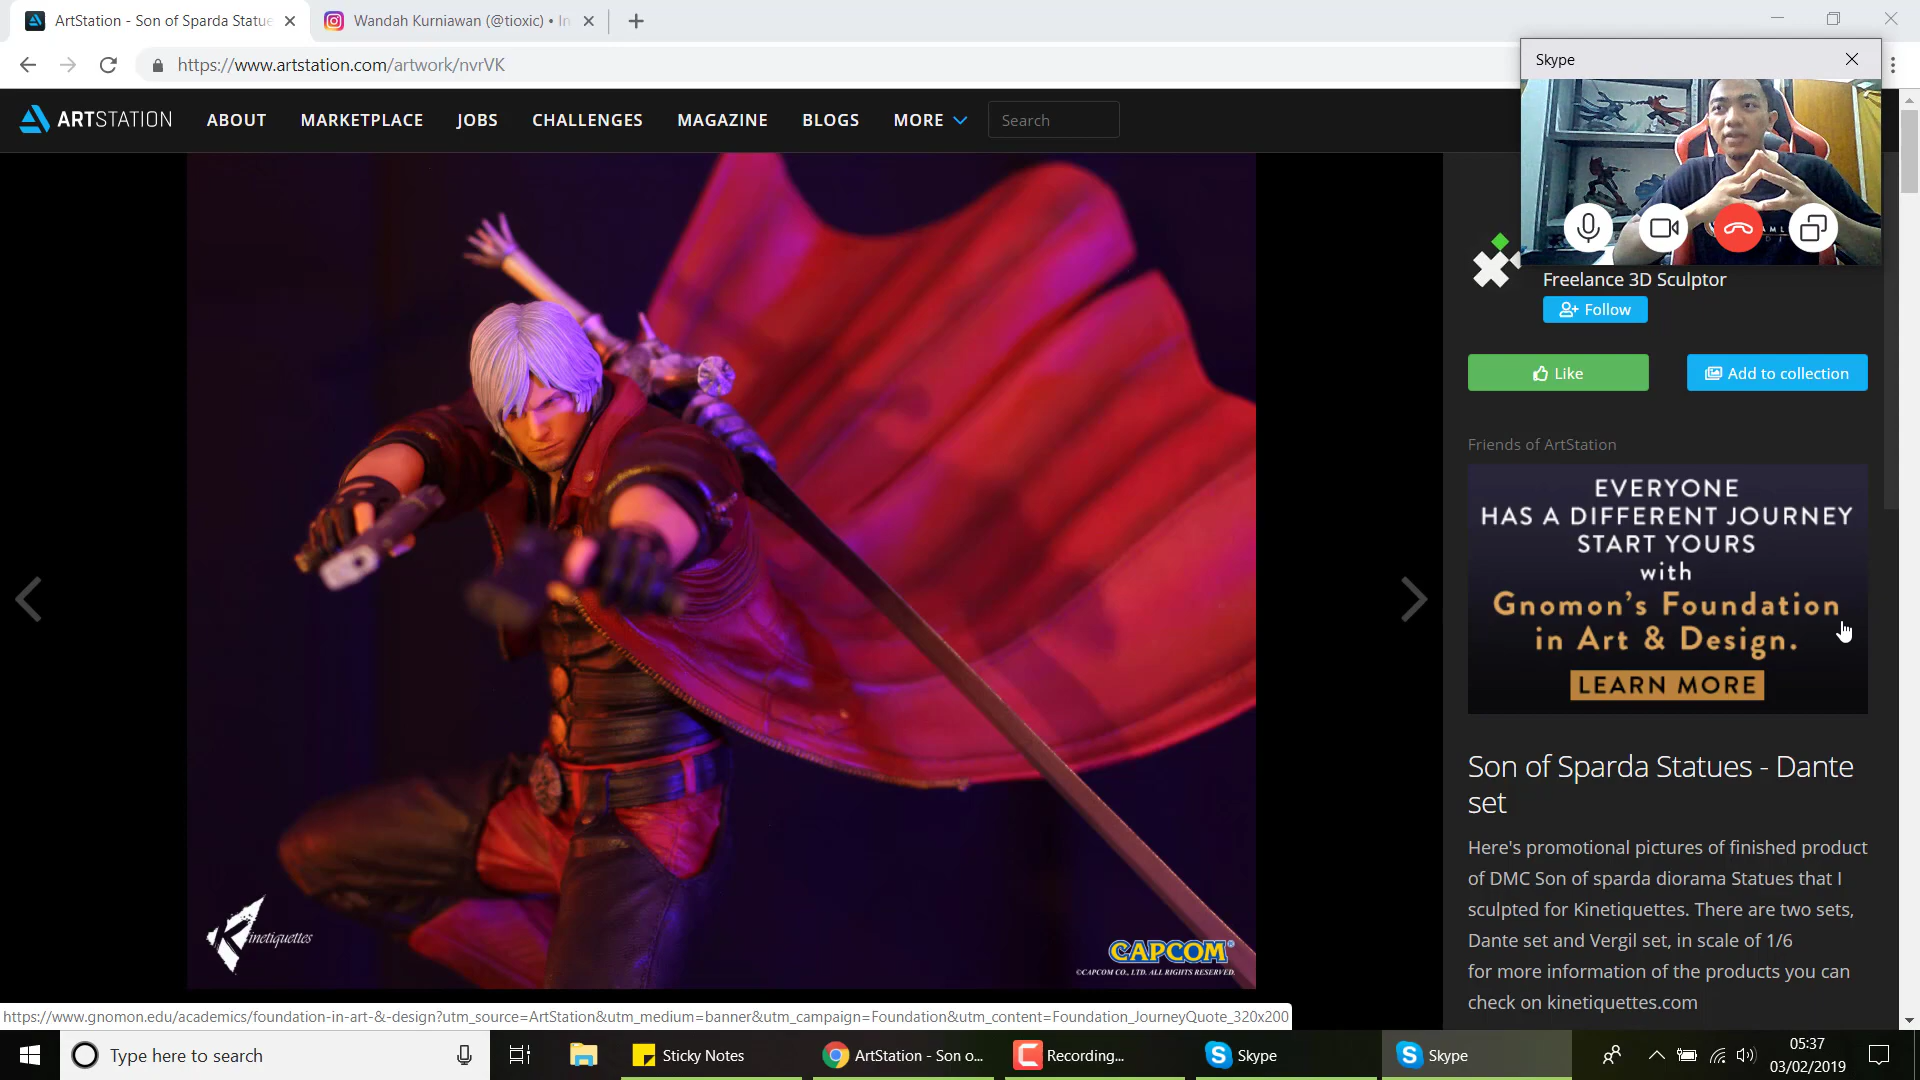 ArtStation - Son of Sparda Statue
Wandah Kurniawan (@tioxic) • In
https://www.artstation.com/artwork/nvrVK
Skype
ARTSTATION
ABOUT
MARKETPLACE
JOBS
CHALLENGES
MAGAZINE
BLOGS
MORE
Search
Freelance 3D Sculptor
Follow
Like
Add to collection
Friends of ArtStation
EVERYONE
HAS A DIFFERENT JOURNEY
START YOURS
with
Gnomon's Foundation
in Art & Design.
LEARN MORE
Son of Sparda Statues - Dante
set
Here's promotional pictures of finished product
of DMC Son of sparda diorama Statues that I
sculpted for Kinetiquettes. There are two sets,
Dante set and Vergil set, in scale of 1/6
for more information of the products you can
check on kinetiquettes.com
Kinetiquettes
CAPCOM®
©CAPCOM CO., LTD. ALL RIGHTS RESERVED.
https://www.gnomon.edu/academics/foundation-in-art-&-design?utm_source=ArtStation&utm_medium=banner&utm_campaign=Foundation&utm_content=Foundation_JourneyQuote_320x200
Type here to search
Sticky Notes
ArtStation - Son o...
Recording...
Skype
Skype
05:37
03/02/2019